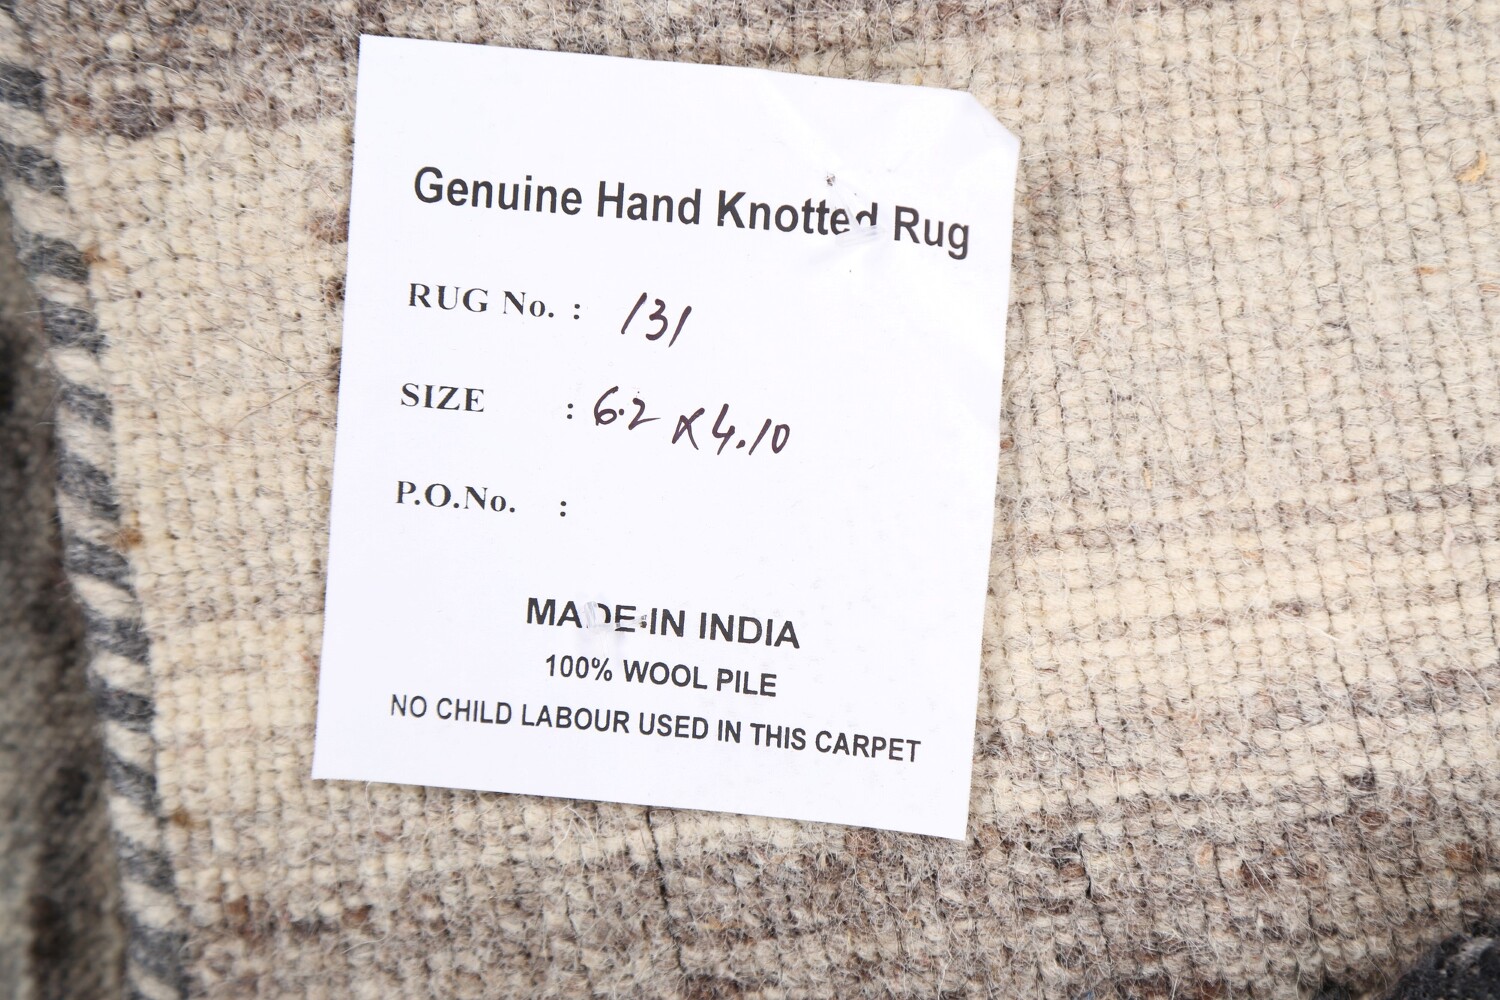 Genuine Hand Knotted Rug
RUG No. : 131
SIZE : 6.2 x 4.10
P.O.No. :
MADE IN INDIA
100% WOOL PILE
NO CHILD LABOUR USED IN THIS CARPET